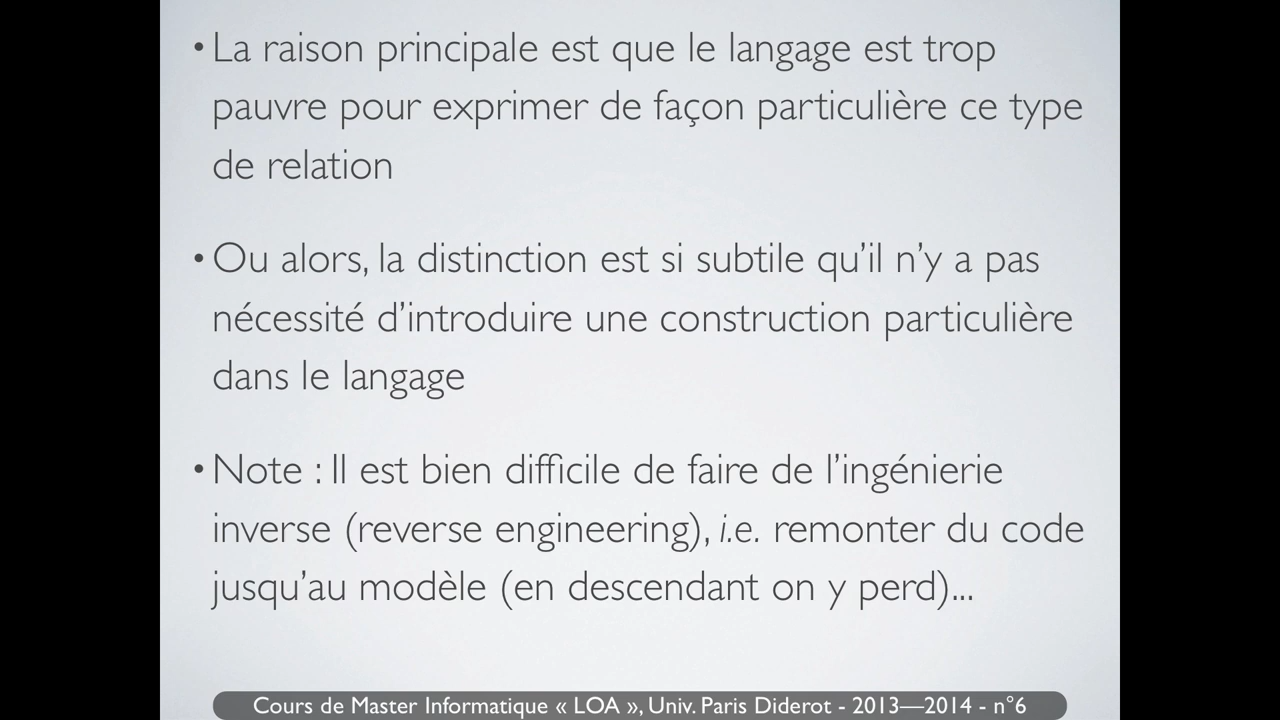 • La raison principale est que le langage est trop
pauvre pour exprimer de façon particulière ce type
de relation
• Ou alors, la distinction est si subtile qu’il n’y a pas
nécessité d’introduire une construction particulière
dans le langage
• Note : Il est bien difficile de faire de l’ingénierie
inverse (reverse engineering), i.e. remonter du code
jusqu’au modèle (en descendant on y perd)...
Cours de Master Informatique « LOA », Univ. Paris Diderot - 2013—2014 - n°6